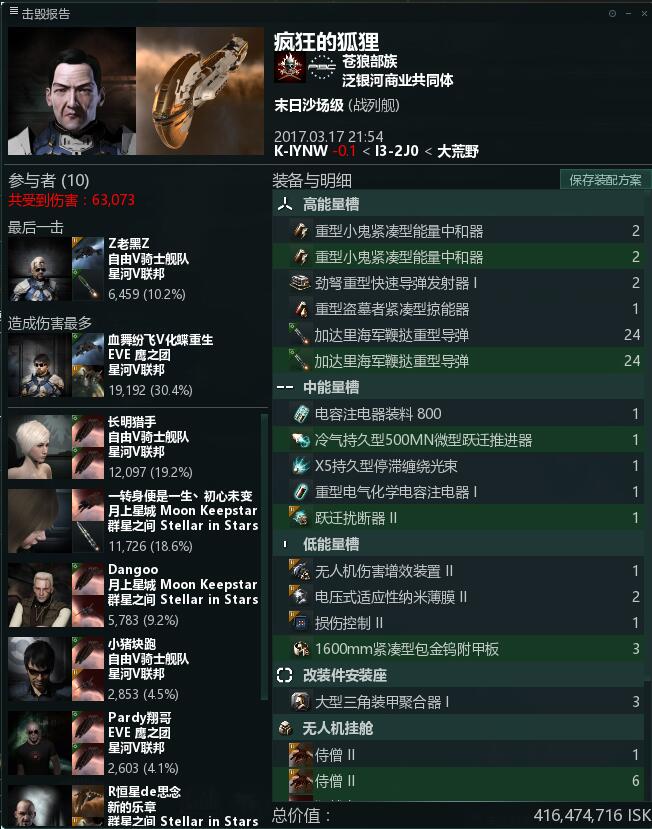 击毁报告
疯狂的狐狸
苍狼部族
泛银河商业共同体
末日沙场级 (战列舰)
2017.03.17 21:54
K-IYNW -0.1 < I3-2J0 < 大荒野
参与者 (10)
共受到伤害：63,073
最后一击
Z老黑Z
自由V骑士舰队
星河V联邦
6,459 (10.2%)
造成伤害最多
血舞纷飞V化蝶重生
EVE 鹰之团
星河V联邦
19,192 (30.4%)
长明猎手
自由V骑士舰队
星河V联邦
12,097 (19.2%)
一转身便是一生、初心未变
月上星城 Moon Keepstar
群星之间 Stellar in Stars
11,726 (18.6%)
Dangoo
月上星城 Moon Keepstar
群星之间 Stellar in Stars
5,783 (9.2%)
小猪块跑
自由V骑士舰队
星河V联邦
2,853 (4.5%)
Pardy翔哥
EVE 鹰之团
星河V联邦
2,603 (4.1%)
R恒星de思念
新的乐章
群星之间 Stellar in Stars
装备与明细
保存装配方案
高能量槽
重型小鬼紧凑型能量中和器 2
重型小鬼紧凑型能量中和器 2
劲弩重型快速导弹发射器 I 2
重型盗墓者紧凑型掠能器 1
加达里海军鞭挞重型导弹 24
加达里海军鞭挞重型导弹 24
中能量槽
电容注电器装料 800 1
冷气持久型500MN微型跃迁推进器 1
X5持久型停滞缠绕光束 1
重型电气化学电容注电器 I 1
跃迁扰断器 II 1
低能量槽
无人机伤害增效装置 II 1
电压式适应性纳米薄膜 II 2
损伤控制 II 1
1600mm紧凑型包金钨附甲板 3
改装件安装座
大型三角装甲聚合器 I 3
无人机挂舱
侍僧 II 1
侍僧 II 6
总价值： 416,474,716 ISK